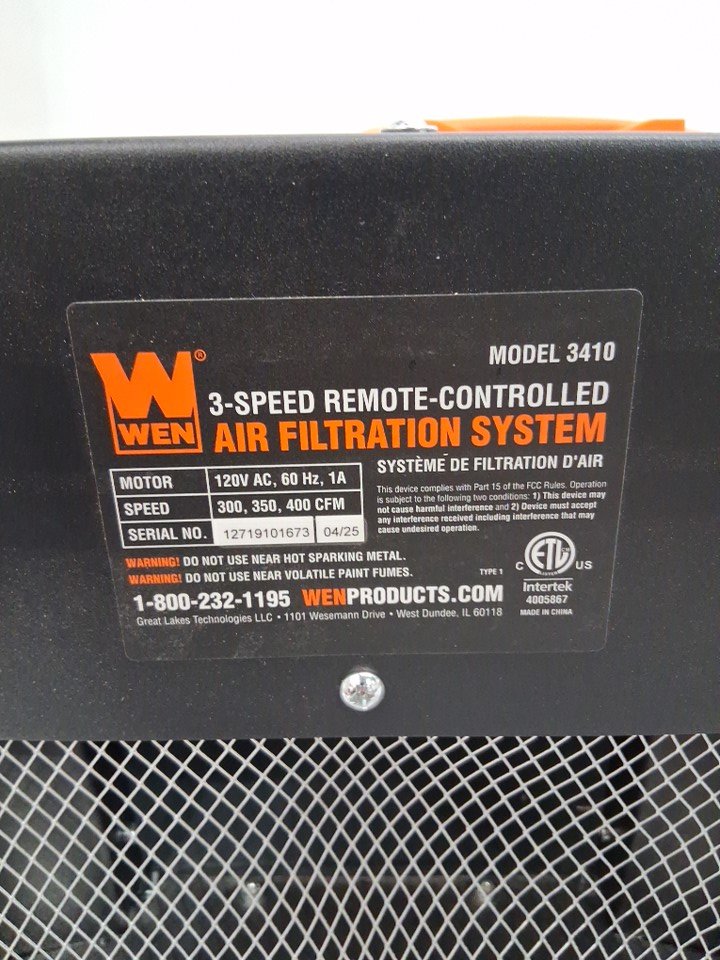 WEN®
MODEL 3410
3-SPEED REMOTE-CONTROLLED
AIR FILTRATION SYSTEM
SYSTÈME DE FILTRATION D'AIR
MOTOR 120V AC, 60 Hz, 1A
SPEED 300, 350, 400 CFM
SERIAL NO. 12719101673 04/25
This device complies with Part 15 of the FCC Rules. Operation
is subject to the following two conditions: 1) This device may
not cause harmful interference and 2) Device must accept
any interference received including interference that may
cause undesired operation.
WARNING! DO NOT USE NEAR HOT SPARKING METAL.
WARNING! DO NOT USE NEAR VOLATILE PAINT FUMES.
TYPE 1
C ETL US
LISTED
Intertek
4005867
MADE IN CHINA
1-800-232-1195 WENPRODUCTS.COM
Great Lakes Technologies LLC • 1101 Wesemann Drive • West Dundee, IL 60118